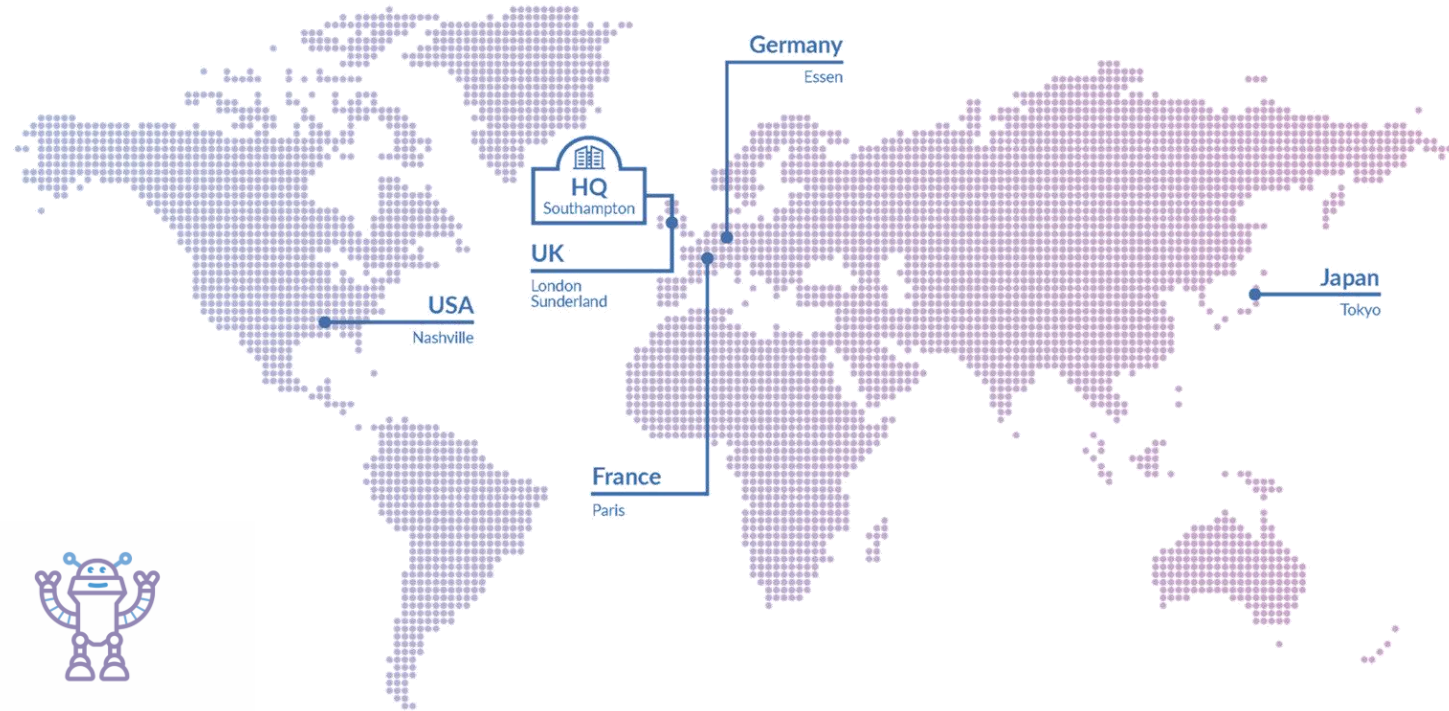 Germany
Essen
HQ
Southampton
UK
London
Sunderland
USA
Nashville
Japan
Tokyo
France
Paris